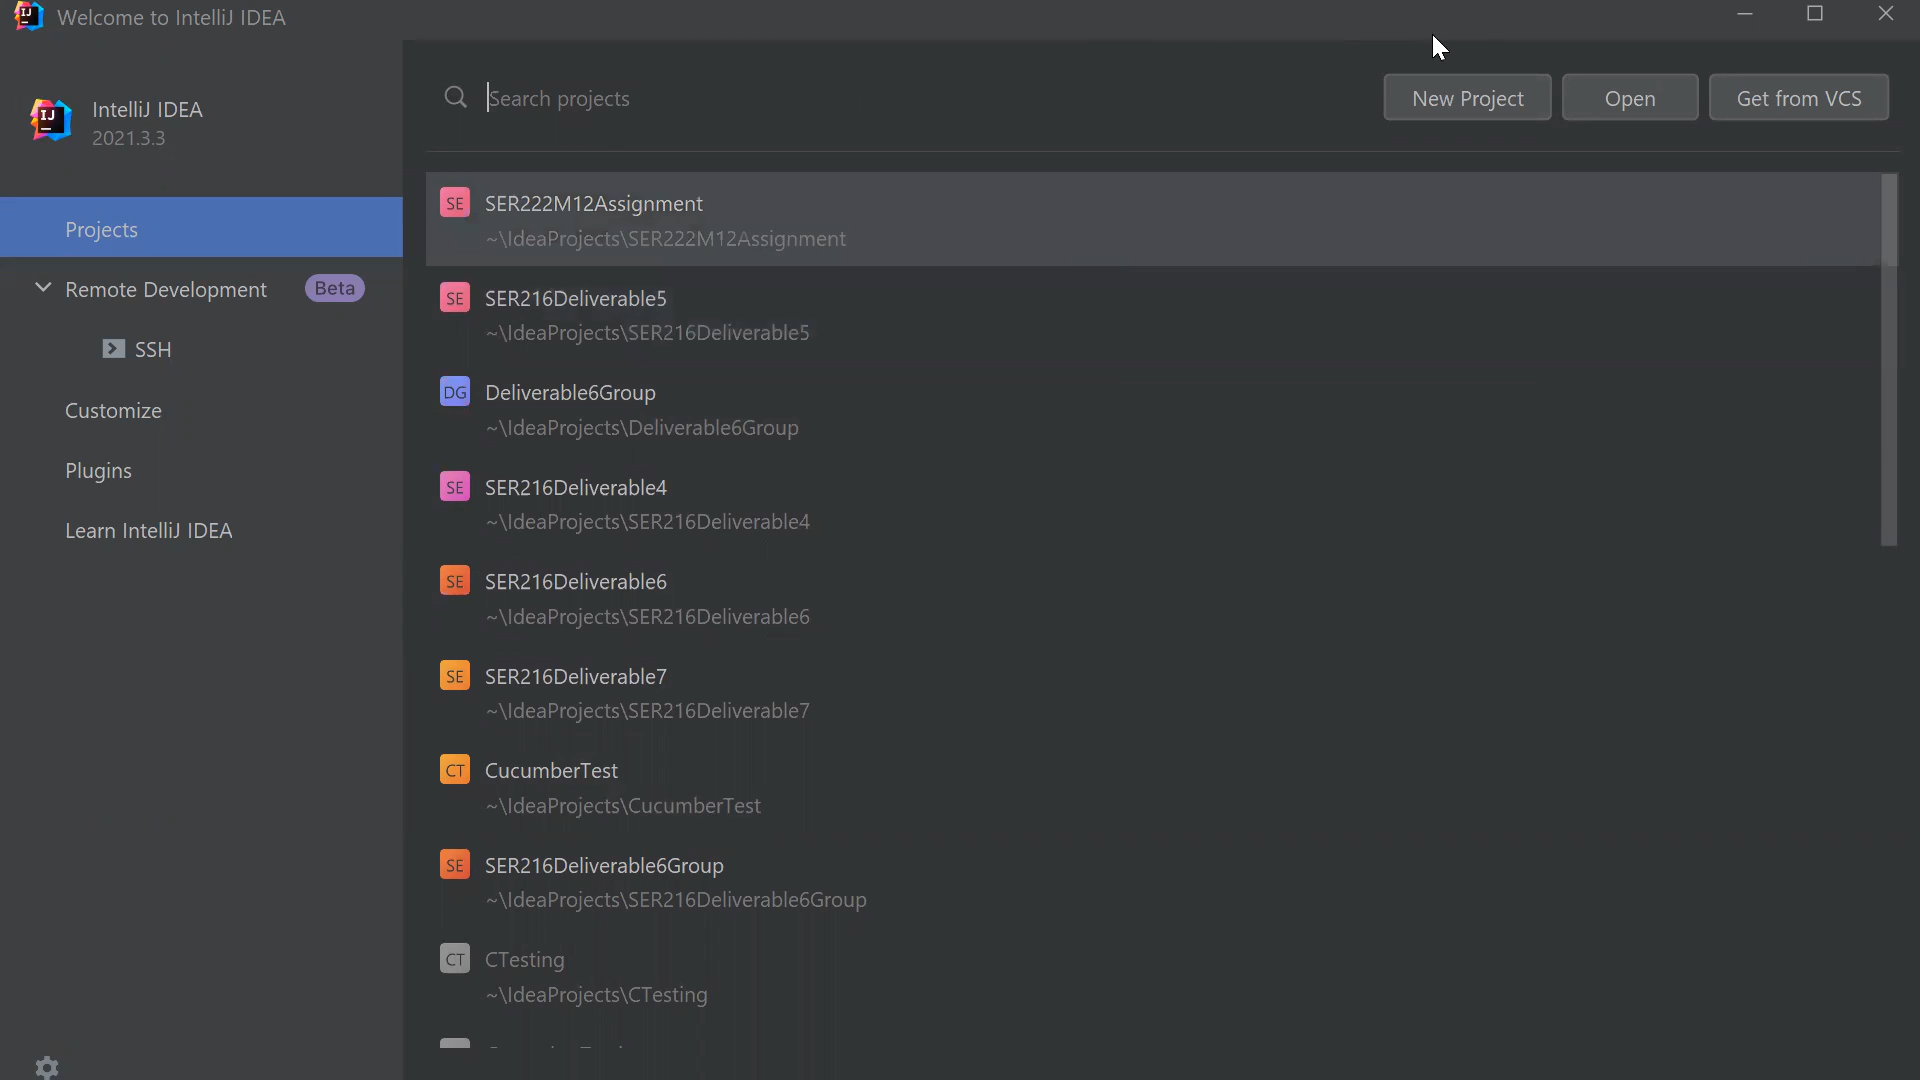 Welcome to IntelliJ IDEA
IntelliJ IDEA
2021.3.3
Projects
Remote Development Beta
SSH
Customize
Plugins
Learn IntelliJ IDEA
Search projects
New Project Open Get from VCS
SE SER222M12Assignment
~\IdeaProjects\SER222M12Assignment
SE SER216Deliverable5
~\IdeaProjects\SER216Deliverable5
DG Deliverable6Group
~\IdeaProjects\Deliverable6Group
SE SER216Deliverable4
~\IdeaProjects\SER216Deliverable4
SE SER216Deliverable6
~\IdeaProjects\SER216Deliverable6
SE SER216Deliverable7
~\IdeaProjects\SER216Deliverable7
CT CucumberTest
~\IdeaProjects\CucumberTest
SE SER216Deliverable6Group
~\IdeaProjects\SER216Deliverable6Group
CT CTesting
~\IdeaProjects\CTesting